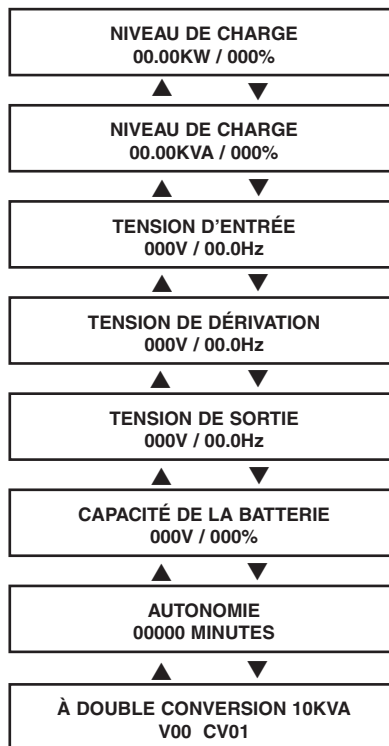 NIVEAU DE CHARGE
00.00KW / 000%
NIVEAU DE CHARGE
00.00KVA / 000%
TENSION D'ENTRÉE
000V / 00.0Hz
TENSION DE DÉRIVATION
000V / 00.0Hz
TENSION DE SORTIE
000V / 00.0Hz
CAPACITÉ DE LA BATTERIE
000V / 000%
AUTONOMIE
00000 MINUTES
À DOUBLE CONVERSION 10KVA
V00 CV01